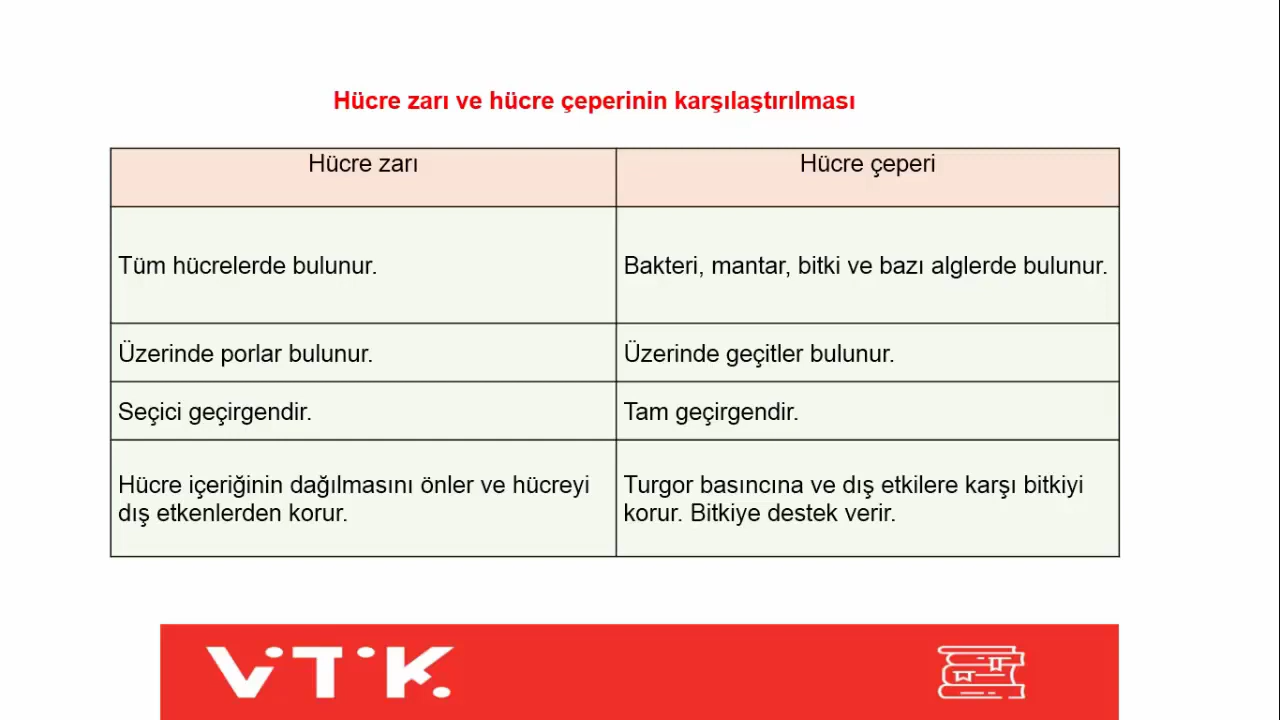 Hücre zarı ve hücre çeperinin karşılaştırılması
Hücre zarı
Hücre çeperi
Tüm hücrelerde bulunur.
Bakteri, mantar, bitki ve bazı alglerde bulunur.
Üzerinde porlar bulunur.
Üzerinde geçitler bulunur.
Seçici geçirgendir.
Tam geçirgendir.
Hücre içeriğinin dağılmasını önler ve hücreyi
dış etkenlerden korur.
Turgor basıncına ve dış etkilere karşı bitkiyi
korur. Bitkiye destek verir.
VİTİK.